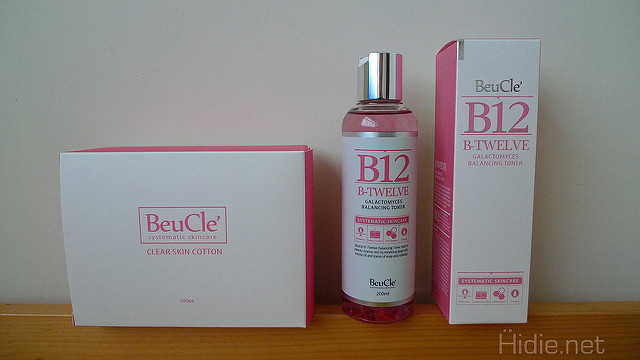 BeuCle'
systematic skincare
CLEAR SKIN COTTON
B12
B-TWELVE
GALACTOMYCES
BALANCING TONER
SYSTEMATIC SKINCARE
BeuCle'
200ml
BeuCle'
B12
B-TWELVE
GALACTOMYCES
BALANCING TONER
SYSTEMATIC SKINCARE
Hidie.net